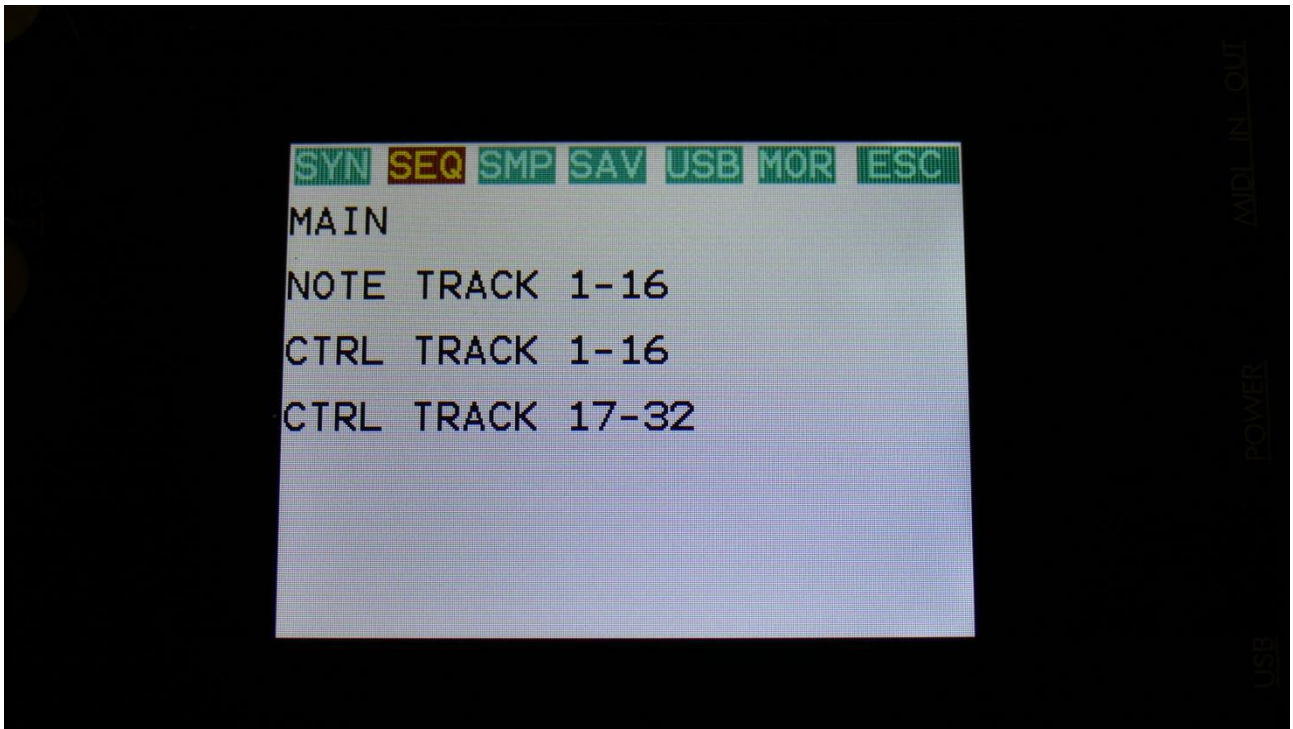 SYN SEQ SMP SAV USB MOR ESC
MAIN
NOTE TRACK 1-16
CTRL TRACK 1-16
CTRL TRACK 17-32
MIDI IN OUT
POWER
USB